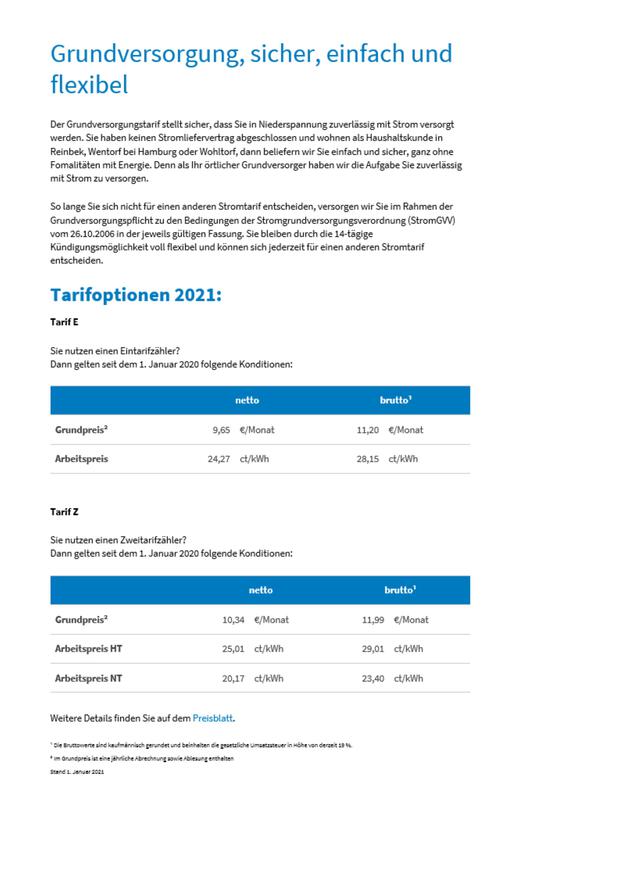 Grundversorgung, sicher, einfach und
flexibel
Der Grundversorgungstarif stellt sicher, dass Sie in Niederspannung zuverlässig mit Strom versorgt
werden. Sie haben keinen Stromliefervertrag abgeschlossen und wohnen als Haushaltskunde in
Reinbek, Wentorf bei Hamburg oder Wohltorf, dann beliefern wir Sie einfach und sicher, ganz ohne
Fomalitäten mit Energie. Denn als Ihr örtlicher Grundversorger haben wir die Aufgabe Sie zuverlässig
mit Strom zu versorgen.
So lange Sie sich nicht für einen anderen Stromtarif entscheiden, versorgen wir Sie im Rahmen der
Grundversorgungspflicht zu den Bedingungen der Stromgrundversorgungsverordnung (StromGVV)
vom 26.10.2006 in der jeweils gültigen Fassung. Sie bleiben durch die 14-tägige
Kündigungsmöglichkeit voll flexibel und können sich jederzeit für einen anderen Stromtarif
entscheiden.
Tarifoptionen 2021:
Tarif E
Sie nutzen einen Eintarifzähler?
Dann gelten seit dem 1. Januar 2020 folgende Konditionen:
netto brutto¹
Grundpreis² 9,65 €/Monat 11,20 €/Monat
Arbeitspreis 24,27 ct/kWh 28,15 ct/kWh
Tarif Z
Sie nutzen einen Zweitarifzähler?
Dann gelten seit dem 1. Januar 2020 folgende Konditionen:
netto brutto¹
Grundpreis² 10,34 €/Monat 11,99 €/Monat
Arbeitspreis HT 25,01 ct/kWh 29,01 ct/kWh
Arbeitspreis NT 20,17 ct/kWh 23,40 ct/kWh
Weitere Details finden Sie auf dem Preisblatt.
¹ Die Bruttowerte sind kaufmännisch gerundet und beinhalten die gesetzliche Umsatzsteuer in Höhe von derzeit 19 %.
² Im Grundpreis ist eine jährliche Abrechnung sowie Ablesung enthalten
Stand 1. Januar 2021